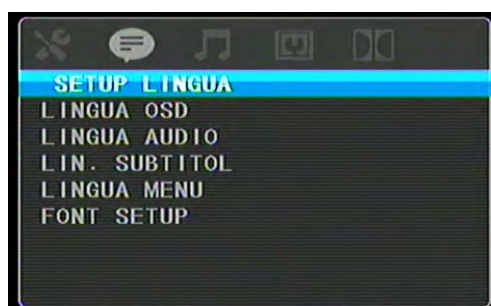 SETUP LINGUA
LINGUA OSD
LINGUA AUDIO
LIN. SUBTITOL
LINGUA MENU
FONT SETUP